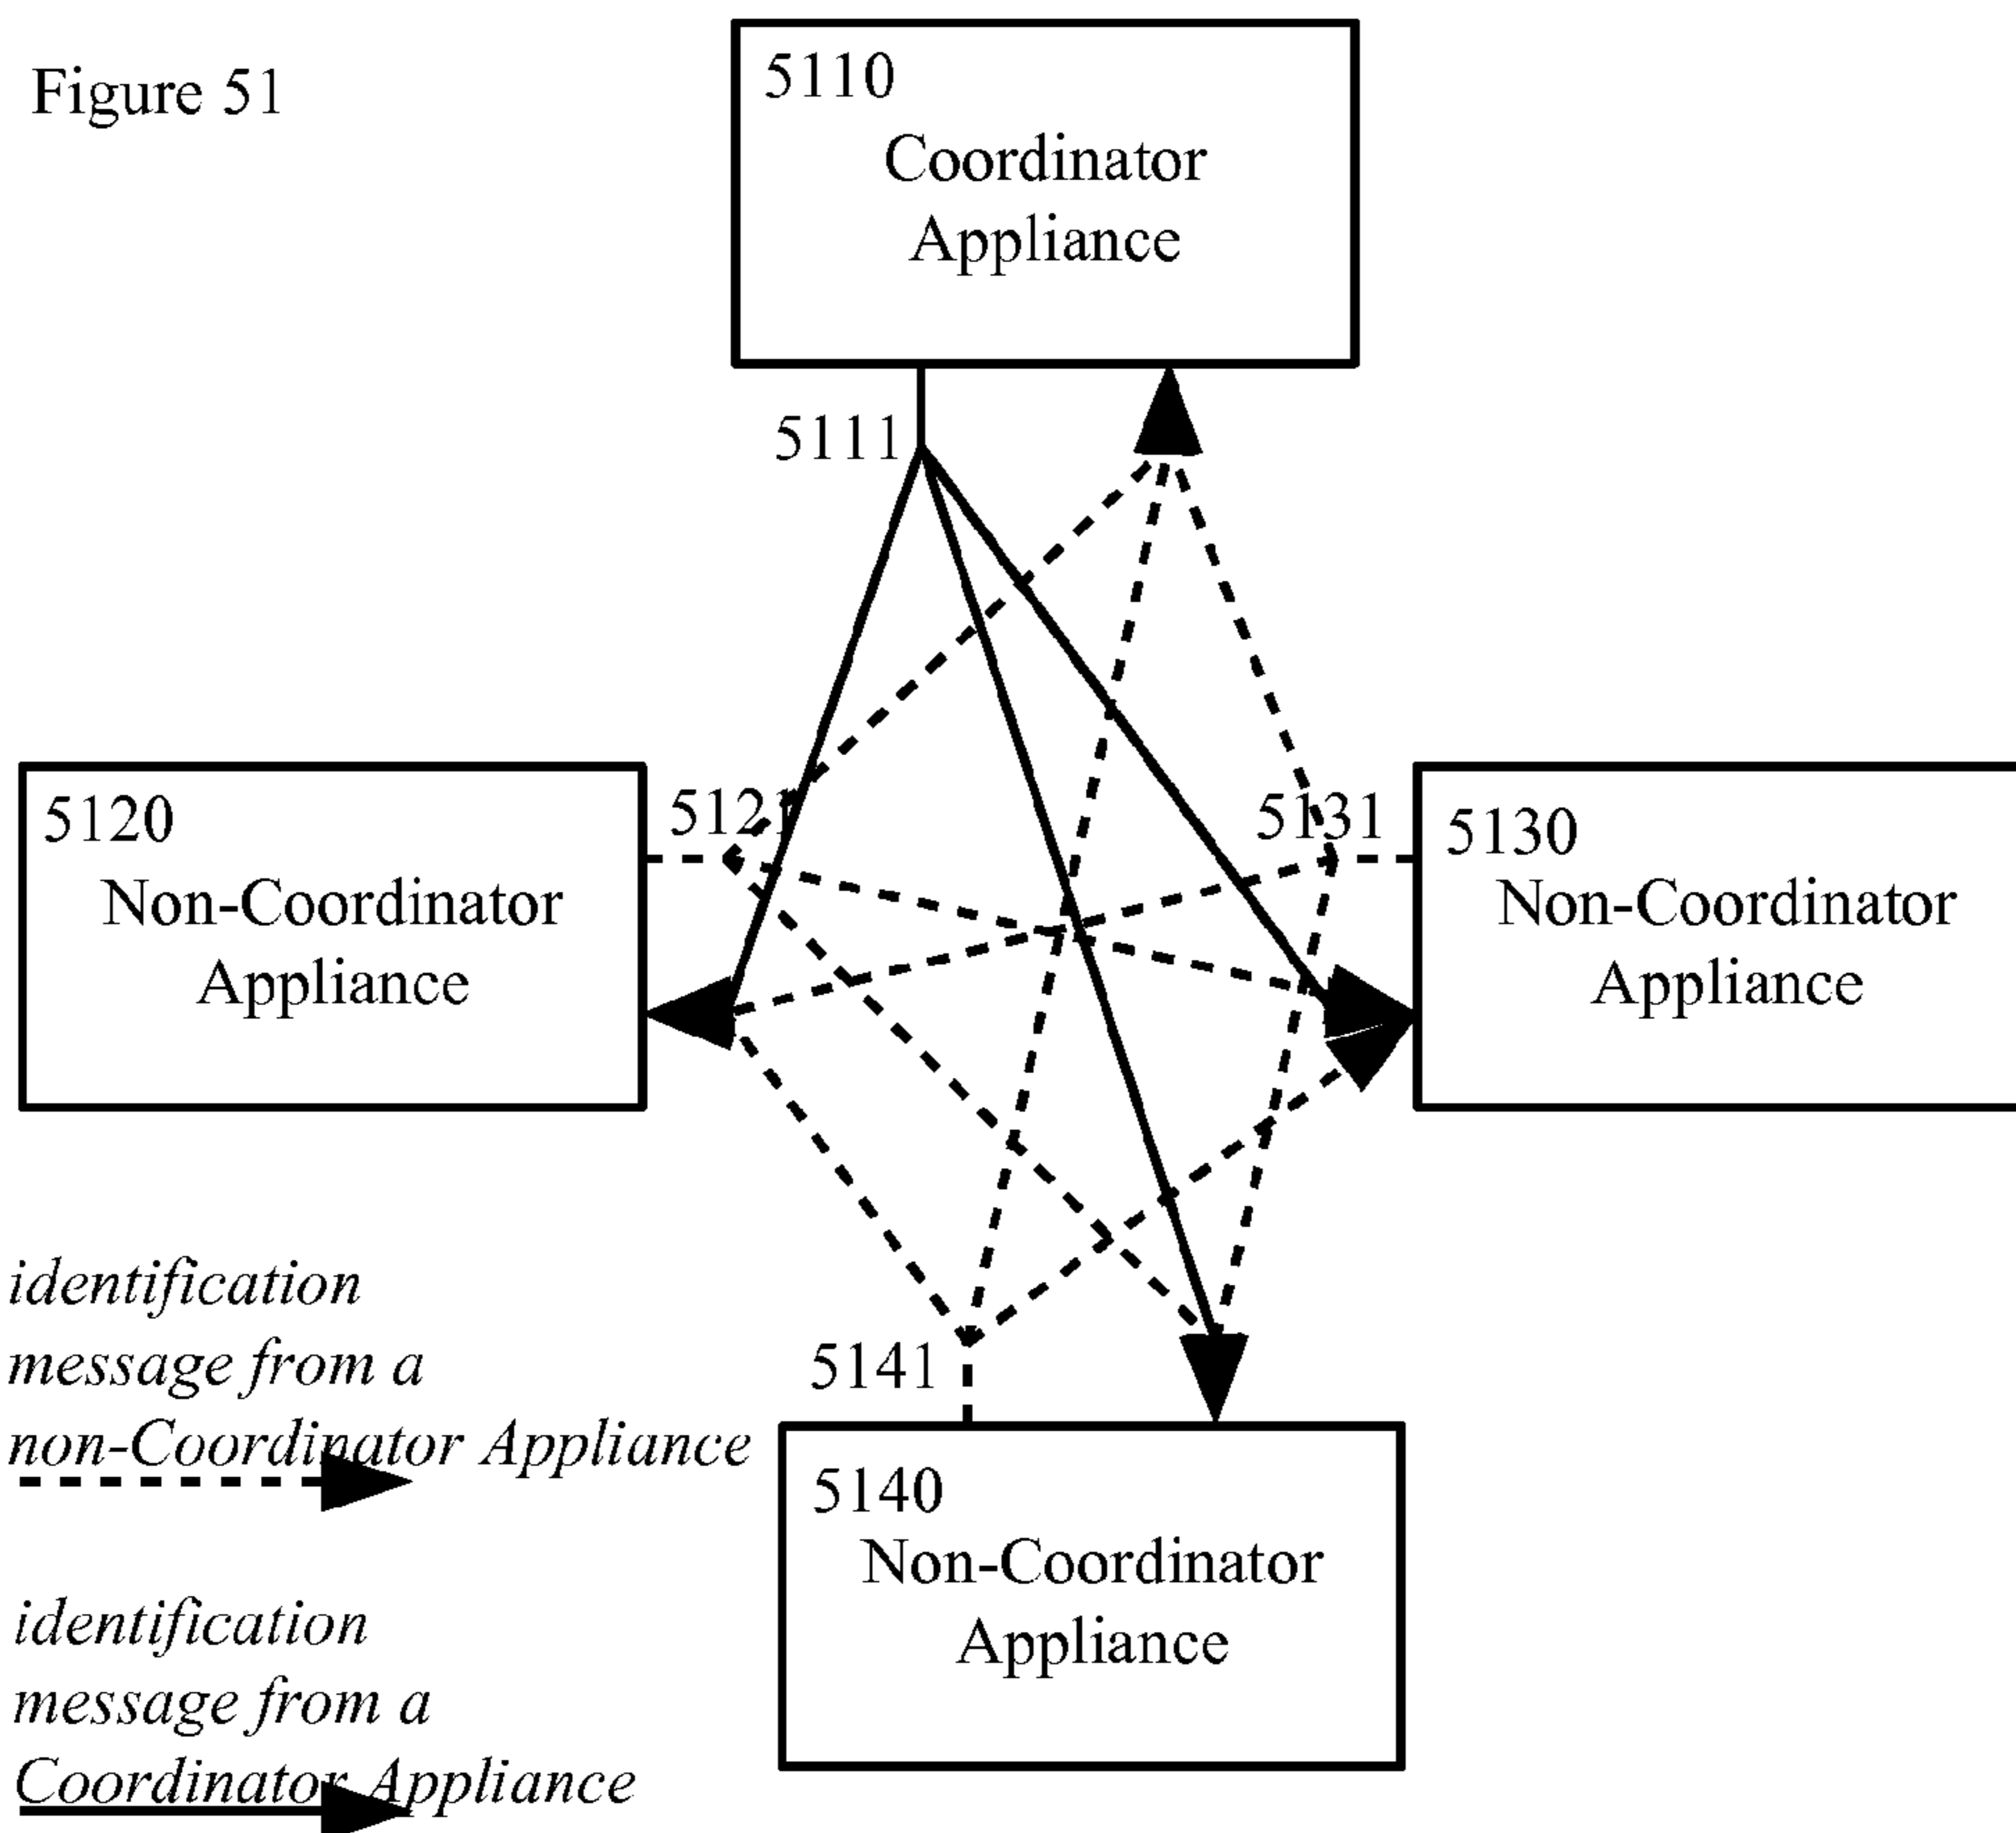 Figure 51
5110
Coordinator
Appliance
5111
5120
Non-Coordinator
Appliance
5121
5131
5130
Non-Coordinator
Appliance
identification
message from a
non-Coordinator Appliance
5141
5140
Non-Coordinator
Appliance
identification
message from a
Coordinator Appliance